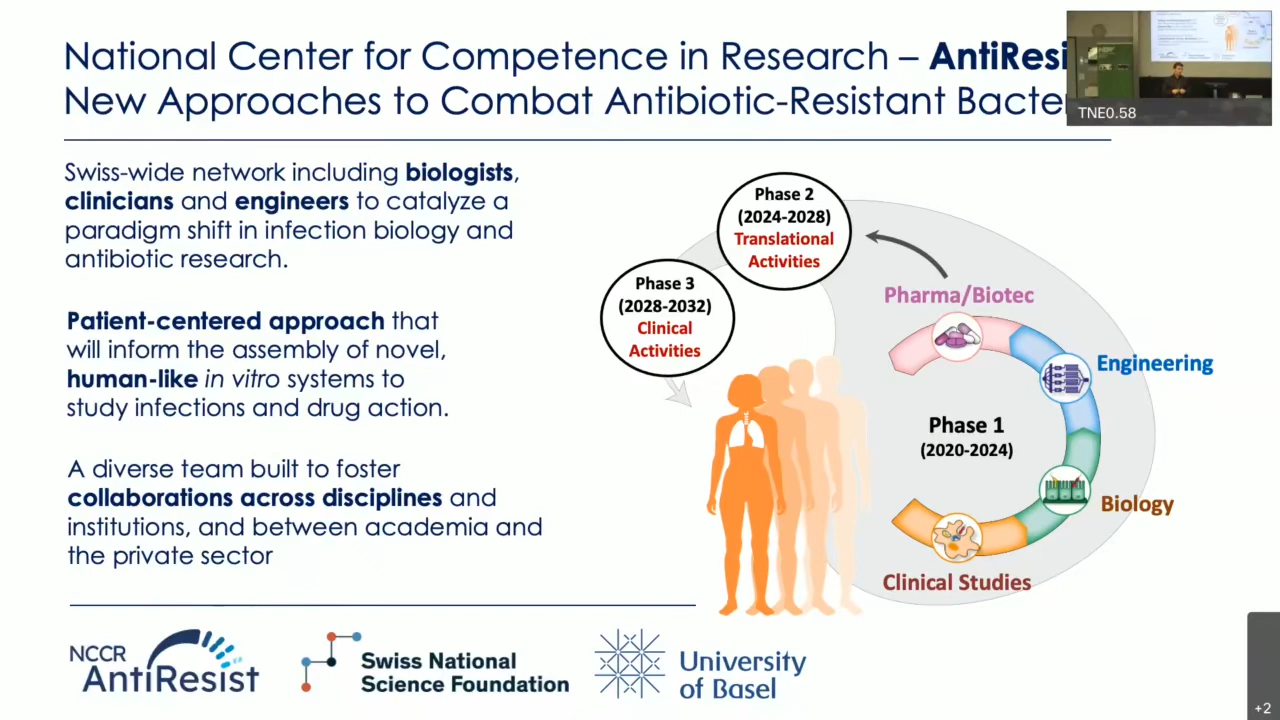 National Center for Competence in Research – AntiResi
New Approaches to Combat Antibiotic-Resistant Bacte
TNE0.58
Swiss-wide network including biologists,
clinicians and engineers to catalyze a
paradigm shift in infection biology and
antibiotic research.
Patient-centered approach that
will inform the assembly of novel,
human-like in vitro systems to
study infections and drug action.
A diverse team built to foster
collaborations across disciplines and
institutions, and between academia and
the private sector
Phase 2
(2024-2028)
Translational
Activities
Phase 3
(2028-2032)
Clinical
Activities
Pharma/Biotec
Engineering
Phase 1
(2020-2024)
Biology
Clinical Studies
NCCR
AntiResist
Swiss National
Science Foundation
University
of Basel
+2